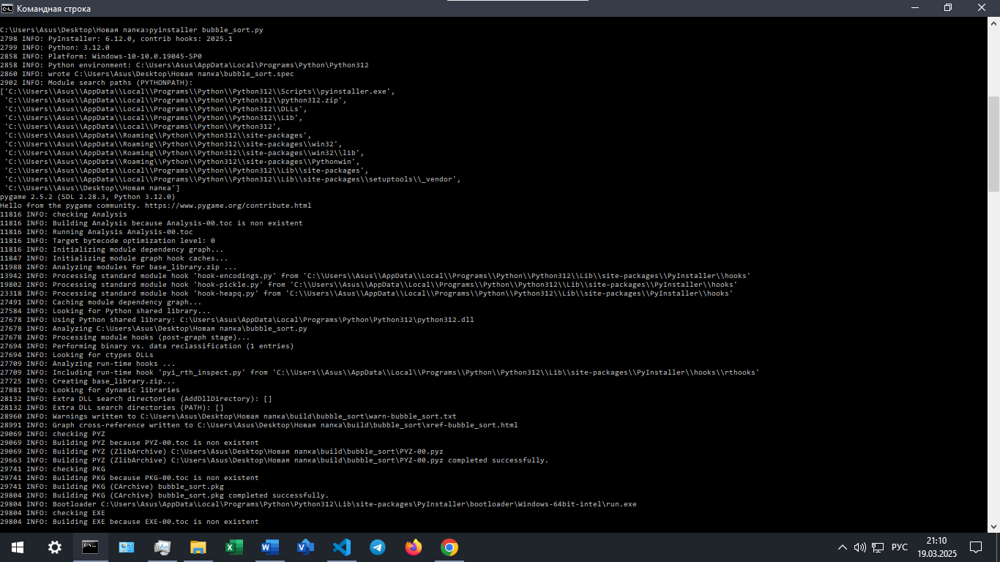 Командная строка
C:\Users\Asus\Desktop\Новая папка>pyinstaller bubble_sort.py
2798 INFO: PyInstaller: 6.12.0, contrib hooks: 2025.1
2799 INFO: Python: 3.12.0
2858 INFO: Platform: Windows-10-10.0.19045-SP0
2858 INFO: Python environment: C:\Users\Asus\AppData\Local\Programs\Python\Python312
2860 INFO: wrote C:\Users\Asus\Desktop\Новая папка\bubble_sort.spec
2902 INFO: Module search paths (PYTHONPATH):
['C:\\Users\\Asus\\AppData\\Local\\Programs\\Python\\Python312\\Scripts\\pyinstaller.exe',
 'C:\\Users\\Asus\\AppData\\Local\\Programs\\Python\\Python312\\python312.zip',
 'C:\\Users\\Asus\\AppData\\Local\\Programs\\Python\\Python312\\DLLs',
 'C:\\Users\\Asus\\AppData\\Local\\Programs\\Python\\Python312\\Lib',
 'C:\\Users\\Asus\\AppData\\Local\\Programs\\Python\\Python312',
 'C:\\Users\\Asus\\AppData\\Roaming\\Python\\Python312\\site-packages',
 'C:\\Users\\Asus\\AppData\\Roaming\\Python\\Python312\\site-packages\\win32',
 'C:\\Users\\Asus\\AppData\\Roaming\\Python\\Python312\\site-packages\\win32\\lib',
 'C:\\Users\\Asus\\AppData\\Roaming\\Python\\Python312\\site-packages\\Pythonwin',
 'C:\\Users\\Asus\\AppData\\Local\\Programs\\Python\\Python312\\Lib\\site-packages',
 'C:\\Users\\Asus\\AppData\\Local\\Programs\\Python\\Python312\\Lib\\site-packages\\setuptools\\_vendor',
 'C:\\Users\\Asus\\Desktop\\Новая папка']
pygame 2.5.2 (SDL 2.28.3, Python 3.12.0)
Hello from the pygame community. https://www.pygame.org/contribute.html
11816 INFO: checking Analysis
11816 INFO: Building Analysis because Analysis-00.toc is non existent
11816 INFO: Running Analysis Analysis-00.toc
11816 INFO: Target bytecode optimization level: 0
11816 INFO: Initializing module dependency graph...
11847 INFO: Initializing module graph hook caches...
11988 INFO: Analyzing modules for base_library.zip ...
13942 INFO: Processing standard module hook 'hook-encodings.py' from 'C:\\Users\\Asus\\AppData\\Local\\Programs\\Python\\Python312\\Lib\\site-packages\\PyInstaller\\hooks'
19802 INFO: Processing standard module hook 'hook-pickle.py' from 'C:\\Users\\Asus\\AppData\\Local\\Programs\\Python\\Python312\\Lib\\site-packages\\PyInstaller\\hooks'
23318 INFO: Processing standard module hook 'hook-heapq.py' from 'C:\\Users\\Asus\\AppData\\Local\\Programs\\Python\\Python312\\Lib\\site-packages\\PyInstaller\\hooks'
27491 INFO: Caching module dependency graph...
27584 INFO: Looking for Python shared library...
27678 INFO: Using Python shared library: C:\Users\Asus\AppData\Local\Programs\Python\Python312\python312.dll
27678 INFO: Analyzing C:\Users\Asus\Desktop\Новая папка\bubble_sort.py
27678 INFO: Processing module hooks (post-graph stage)...
27694 INFO: Performing binary vs. data reclassification (1 entries)
27694 INFO: Looking for ctypes DLLs
27709 INFO: Analyzing run-time hooks ...
27709 INFO: Including run-time hook 'pyi_rth_inspect.py' from 'C:\\Users\\Asus\\AppData\\Local\\Programs\\Python\\Python312\\Lib\\site-packages\\PyInstaller\\hooks\\rthooks'
27725 INFO: Creating base_library.zip...
27881 INFO: Looking for dynamic libraries
28132 INFO: Extra DLL search directories (AddDllDirectory): []
28132 INFO: Extra DLL search directories (PATH): []
28960 INFO: Warnings written to C:\Users\Asus\Desktop\Новая папка\build\bubble_sort\warn-bubble_sort.txt
28991 INFO: Graph cross-reference written to C:\Users\Asus\Desktop\Новая папка\build\bubble_sort\xref-bubble_sort.html
29069 INFO: checking PYZ
29069 INFO: Building PYZ because PYZ-00.toc is non existent
29069 INFO: Building PYZ (ZlibArchive) C:\Users\Asus\Desktop\Новая папка\build\bubble_sort\PYZ-00.pyz
29663 INFO: Building PYZ (ZlibArchive) C:\Users\Asus\Desktop\Новая папка\build\bubble_sort\PYZ-00.pyz completed successfully.
29741 INFO: checking PKG
29741 INFO: Building PKG because PKG-00.toc is non existent
29741 INFO: Building PKG (CArchive) bubble_sort.pkg
29804 INFO: Building PKG (CArchive) bubble_sort.pkg completed successfully.
29804 INFO: Bootloader C:\Users\Asus\AppData\Local\Programs\Python\Python312\Lib\site-packages\PyInstaller\bootloader\Windows-64bit-intel\run.exe
29804 INFO: checking EXE
29804 INFO: Building EXE because EXE-00.toc is non existent
РУС
21:10
19.03.2025